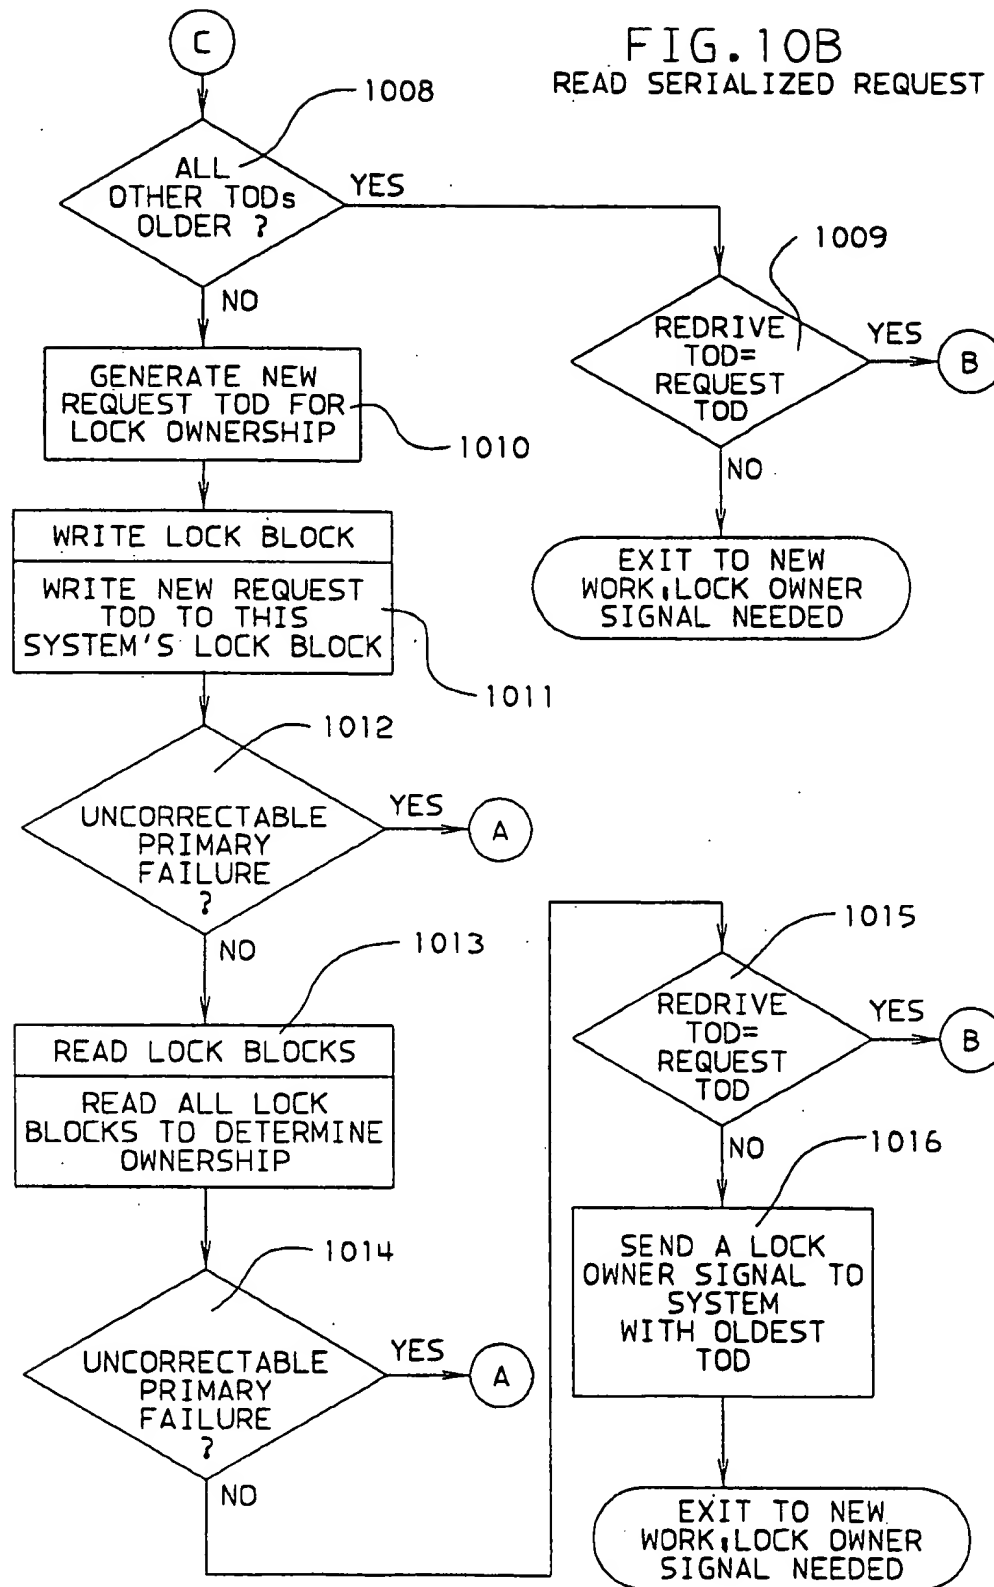 C
FIG.10B
READ SERIALIZED REQUEST
1008
ALL
OTHER TODs
OLDER ?
YES
NO
1009
REDRIVE
TOD=
REQUEST
TOD
YES
B
NO
EXIT TO NEW
WORK,LOCK OWNER
SIGNAL NEEDED
GENERATE NEW
REQUEST TOD FOR
LOCK OWNERSHIP
1010
WRITE LOCK BLOCK
WRITE NEW REQUEST
TOD TO THIS
SYSTEM'S LOCK BLOCK
1011
1012
UNCORRECTABLE
PRIMARY
FAILURE
?
YES
A
NO
1013
READ LOCK BLOCKS
READ ALL LOCK
BLOCKS TO DETERMINE
OWNERSHIP
1014
UNCORRECTABLE
PRIMARY
FAILURE
?
YES
A
NO
1015
REDRIVE
TOD=
REQUEST
TOD
YES
B
NO
1016
SEND A LOCK
OWNER SIGNAL TO
SYSTEM
WITH OLDEST
TOD
EXIT TO NEW
WORK,LOCK OWNER
SIGNAL NEEDED